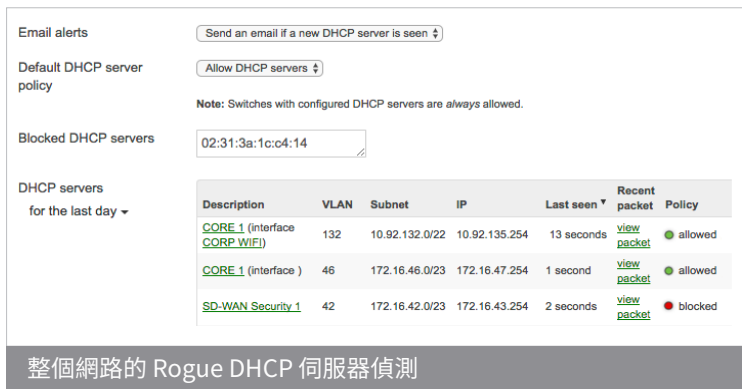 Email alerts
Send an email if a new DHCP server is seen
Default DHCP server
policy
Allow DHCP servers
Note: Switches with configured DHCP servers are always allowed.
Blocked DHCP servers
02:31:3a:1c:c4:14
DHCP servers
for the last day
Description VLAN Subnet IP Last seen Recent packet Policy
CORE 1 (interface
CORP WIFI) 132 10.92.132.0/22 10.92.135.254 13 seconds view packet allowed
CORE 1 (interface ) 46 172.16.46.0/23 172.16.47.254 1 second view packet allowed
SD-WAN Security 1 42 172.16.42.0/23 172.16.43.254 2 seconds view packet blocked
整個網路的 Rogue DHCP 伺服器偵測